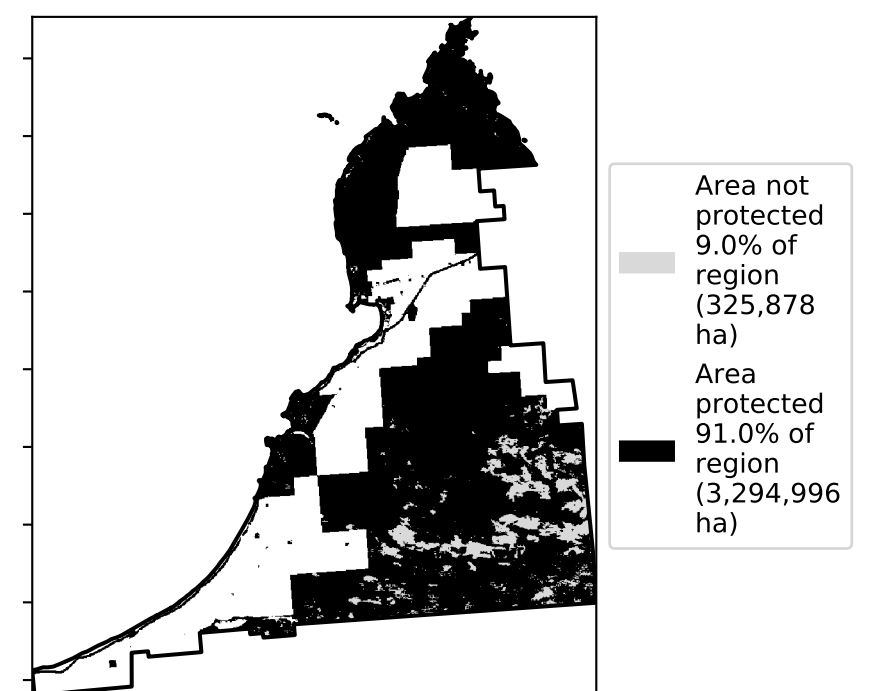 Area not
protected
9.0% of
region
(325,878
ha)
Area
protected
91.0% of
region
(3,294,996
ha)